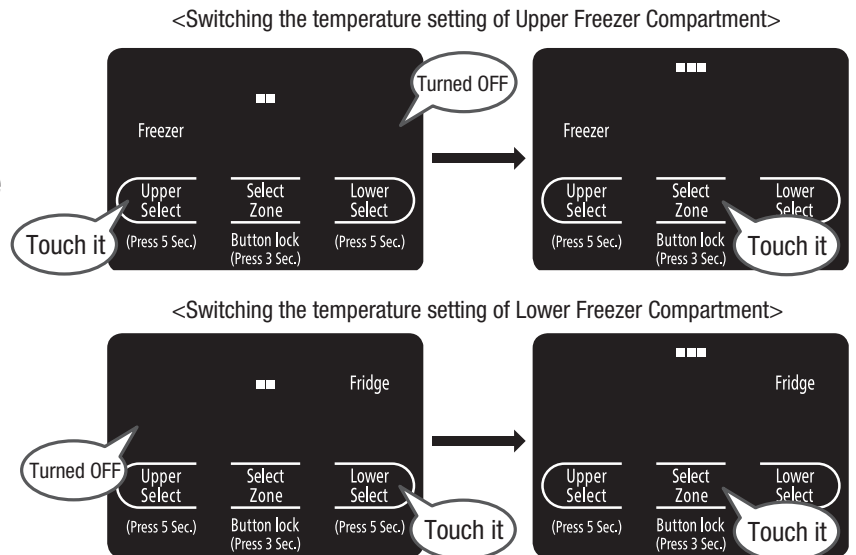 <Switching the temperature setting of Upper Freezer Compartment>
Turned OFF
Freezer
Upper Select
Select Zone
Lower Select
Touch it
(Press 5 Sec.)
Button lock
(Press 3 Sec.)
(Press 5 Sec.)
Freezer
Upper Select
Select Zone
Lower Select
(Press 5 Sec.)
Button lock
(Press 3 Sec.)
Touch it
<Switching the temperature setting of Lower Freezer Compartment>
Fridge
Turned OFF
Upper Select
Select Zone
Lower Select
(Press 5 Sec.)
Button lock
(Press 3 Sec.)
(Press 5 Sec.)
Touch it
Fridge
Upper Select
Select Zone
Lower Select
(Press 5 Sec.)
Button lock
(Press 3 Sec.)
Touch it